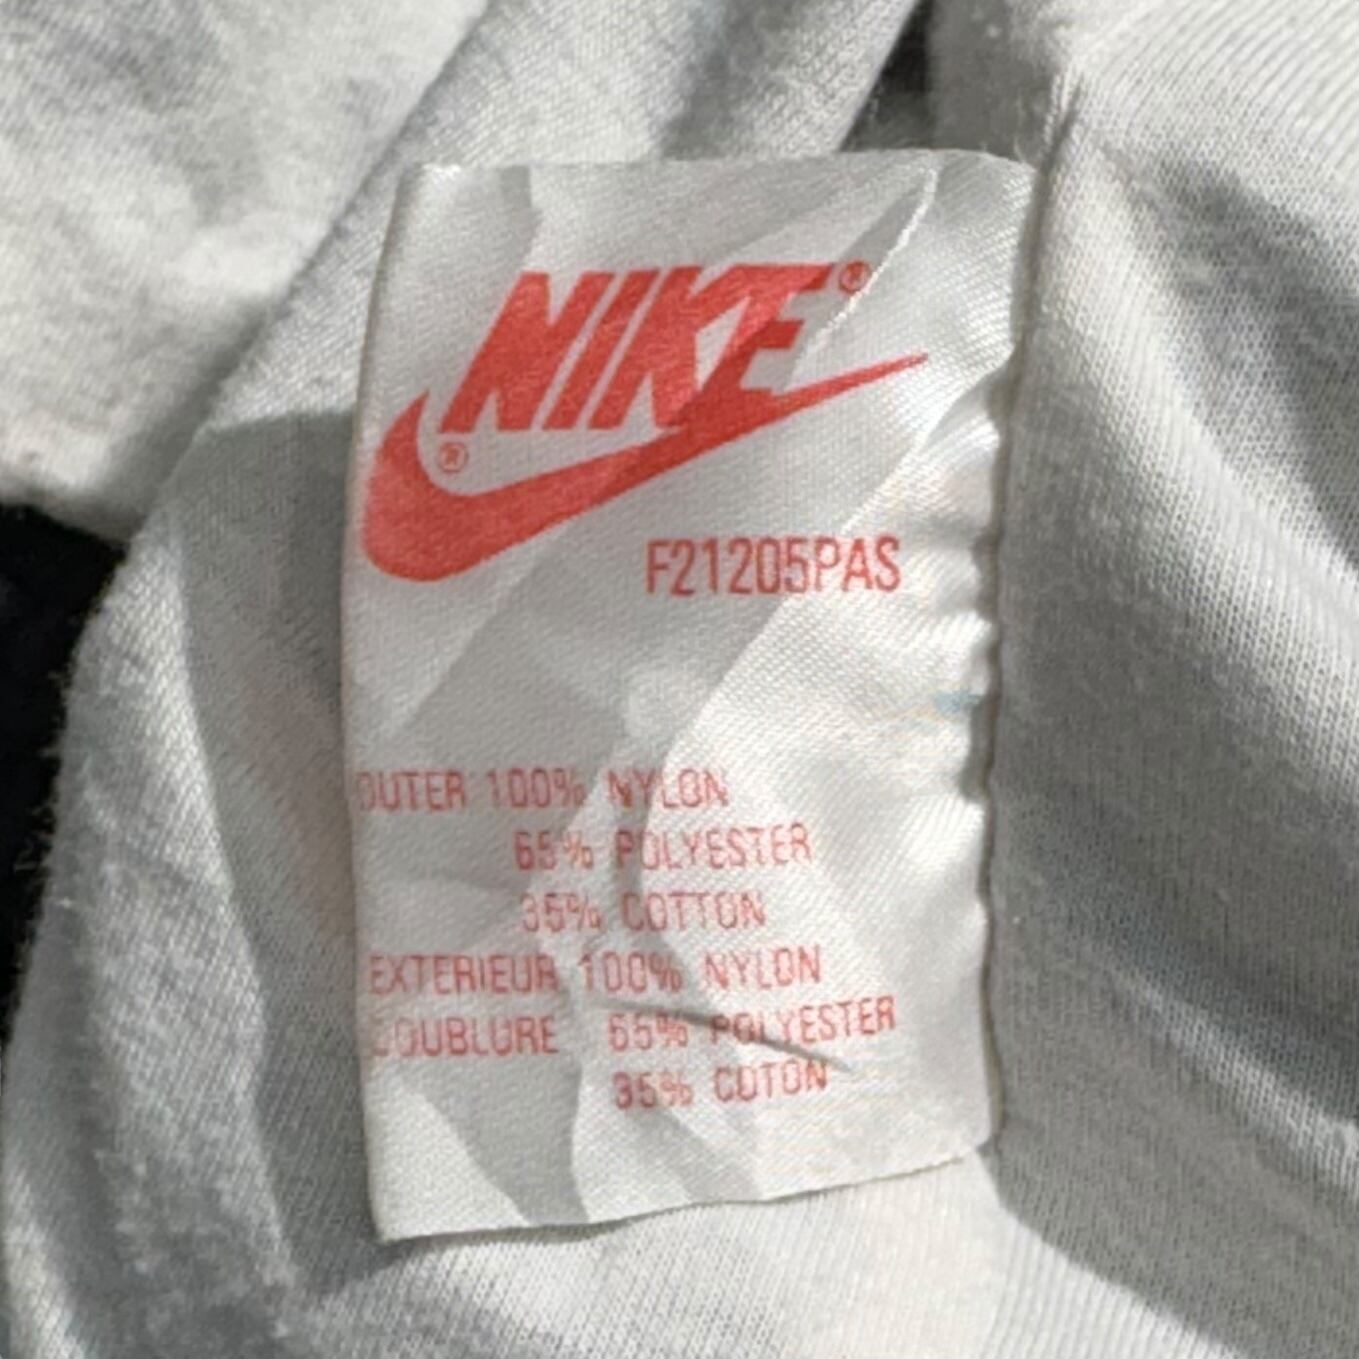 NIKE®
®
F21205PAS
OUTER 100% NYLON
65% POLYESTER
35% COTTON
EXTERIEUR 100% NYLON
DOUBLURE 65% POLYESTER
35% COTON